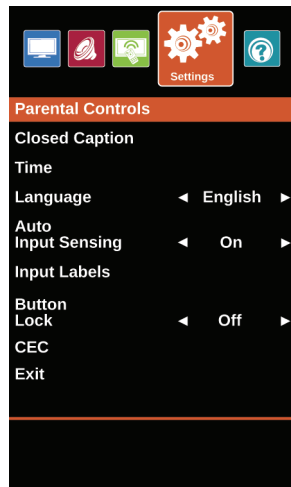 Settings
Parental Controls
Closed Caption
Time
Language ◄ English ►
Auto
Input Sensing ◄ On ►
Input Labels
Button
Lock ◄ Off ►
CEC
Exit